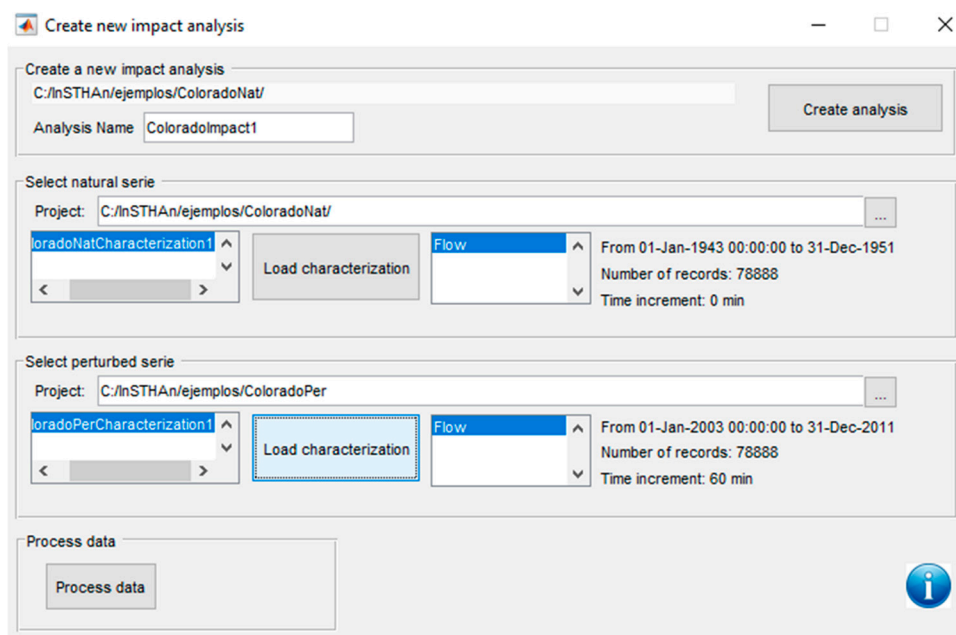 Create new impact analysis
Create a new impact analysis
C:/InSTHAn/ejemplos/ColoradoNat/
Create analysis
Analysis Name ColoradoImpact1
Select natural serie
Project: C:/InSTHAn/ejemplos/ColoradoNat/ ...
loradoNatCharacterization1
Load characterization
Flow
From 01-Jan-1943 00:00:00 to 31-Dec-1951
Number of records: 78888
Time increment: 0 min
Select perturbed serie
Project: C:/InSTHAn/ejemplos/ColoradoPer ...
loradoPerCharacterization1
Load characterization
Flow
From 01-Jan-2003 00:00:00 to 31-Dec-2011
Number of records: 78888
Time increment: 60 min
Process data
Process data
i